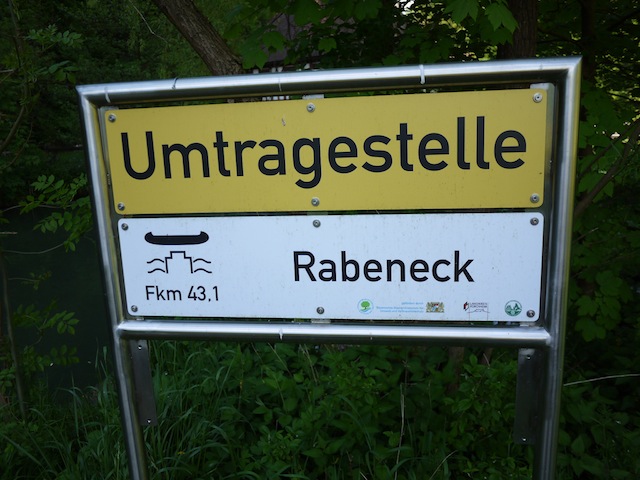 Umtragestelle
Rabeneck
Fkm 43,1